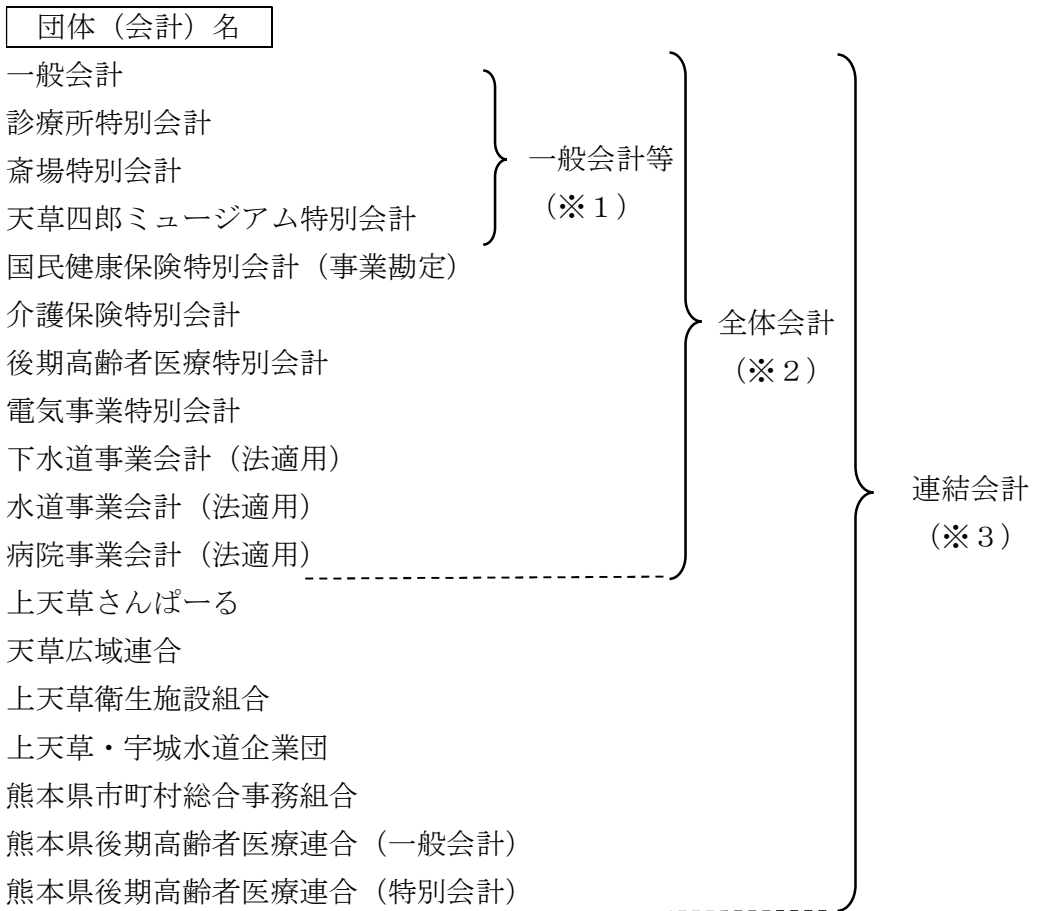 団体（会計）名
一般会計
診療所特別会計
斎場特別会計
天草四郎ミュージアム特別会計
一般会計等
（※１）
国民健康保険特別会計（事業勘定）
介護保険特別会計
後期高齢者医療特別会計
電気事業特別会計
下水道事業会計（法適用）
水道事業会計（法適用）
病院事業会計（法適用）
全体会計
（※２）
上天草さんぱーる
天草広域連合
上天草衛生施設組合
上天草・宇城水道企業団
熊本県市町村総合事務組合
熊本県後期高齢者医療連合（一般会計）
熊本県後期高齢者医療連合（特別会計）
連結会計
（※３）